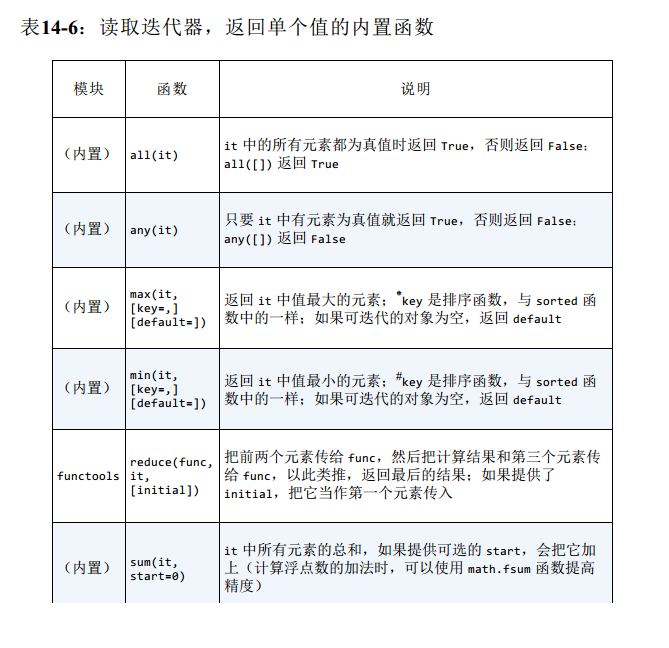 表14-6：读取迭代器，返回单个值的内置函数
模块 函数 说明
（内置） all(it) it 中的所有元素都为真值时返回 True，否则返回 False；
all([]) 返回 True
（内置） any(it) 只要 it 中有元素为真值就返回 True，否则返回 False；
any([]) 返回 False
（内置） max(it,
[key=,]
[default=])
返回 it 中值最大的元素；*key 是排序函数，与 sorted 函
数中的一样；如果可迭代的对象为空，返回 default
（内置） min(it,
[key=,]
[default=])
返回 it 中值最小的元素；#key 是排序函数，与 sorted 函
数中的一样；如果可迭代的对象为空，返回 default
functools reduce(func,
it,
[initial])
把前两个元素传给 func，然后把计算结果和第三个元素传
给 func，以此类推，返回最后的结果；如果提供了
initial，把它当作第一个元素传入
（内置） sum(it,
start=0)
it 中所有元素的总和，如果提供可选的 start，会把它加
上（计算浮点数的加法时，可以使用 math.fsum 函数提高
精度）